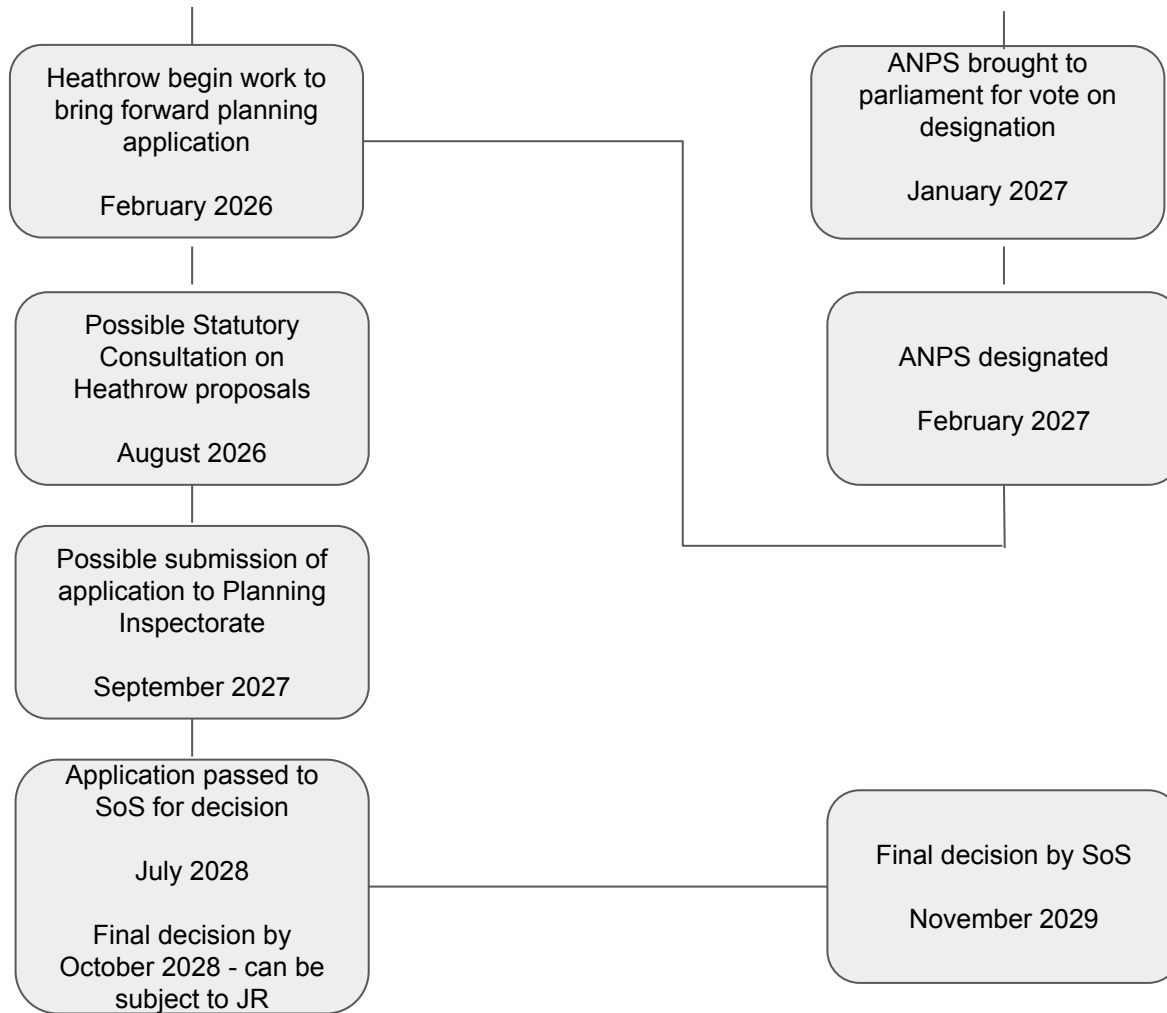 Heathrow begin work to
bring forward planning
application
February 2026
Possible Statutory
Consultation on
Heathrow proposals
August 2026
Possible submission of
application to Planning
Inspectorate
September 2027
Application passed to
SoS for decision
July 2028
Final decision by
October 2028 - can be
subject to JR
ANPS brought to
parliament for vote on
designation
January 2027
ANPS designated
February 2027
Final decision by SoS
November 2029